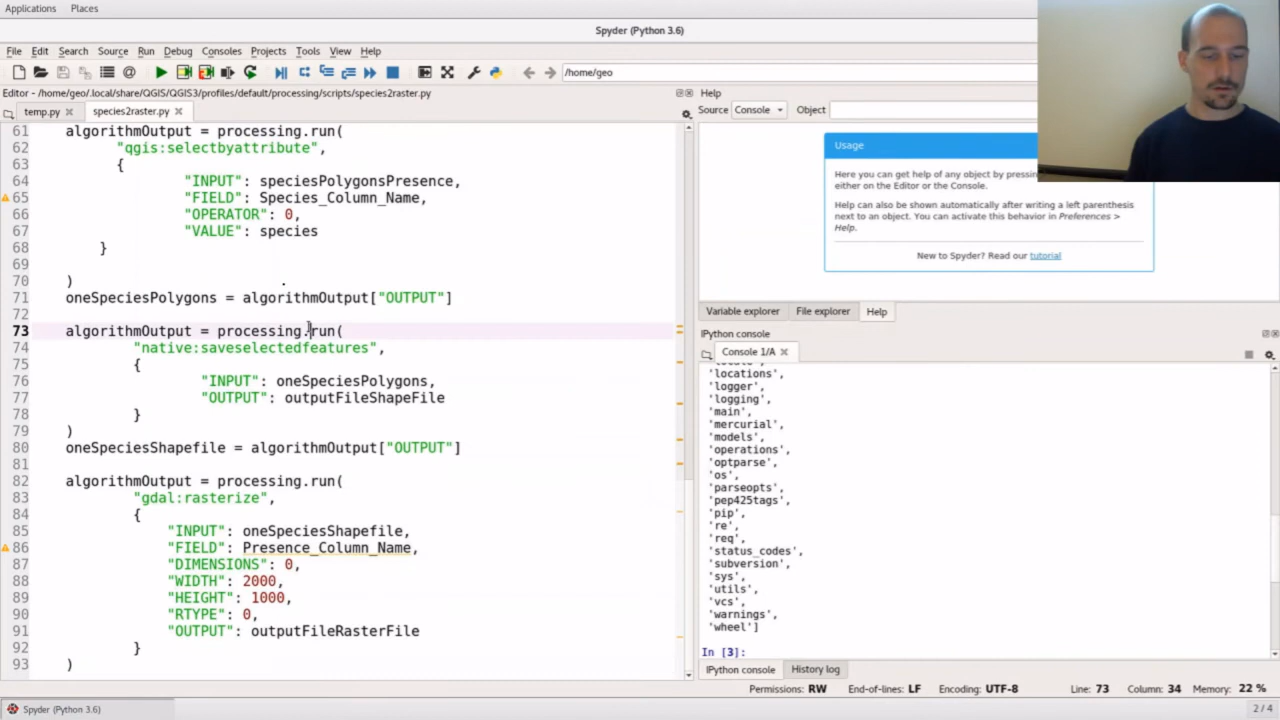 Applications Places
Spyder (Python 3.6)
File Edit Search Source Run Debug Consoles Projects Tools View Help
/home/geo
Editor - /home/geo/.local/share/QGIS/QGIS3/profiles/default/processing/scripts/species2raster.py
temp.py species2raster.py
61 algorithmOutput = processing.run(
62 "qgis:selectbyattribute",
63 {
64 "INPUT": speciesPolygonsPresence,
65 "FIELD": Species_Column_Name,
66 "OPERATOR": 0,
67 "VALUE": species
68 }
69
70 )
71 oneSpeciesPolygons = algorithmOutput["OUTPUT"]
72
73 algorithmOutput = processing.run(
74 "native:saveselectedfeatures",
75 {
76 "INPUT": oneSpeciesPolygons,
77 "OUTPUT": outputFileShapeFile
78 }
79 )
80 oneSpeciesShapefile = algorithmOutput["OUTPUT"]
81
82 algorithmOutput = processing.run(
83 "gdal:rasterize",
84 {
85 "INPUT": oneSpeciesShapefile,
86 "FIELD": Presence_Column_Name,
87 "DIMENSIONS": 0,
88 "WIDTH": 2000,
89 "HEIGHT": 1000,
90 "RTYPE": 0,
91 "OUTPUT": outputFileRasterFile
92 }
93 )
Help
Source Console Object
Usage
Here you can get help of any object by pressin
either on the Editor or the Console.
Help can also be shown automatically after writing a left parenthesis
next to an object. You can activate this behavior in Preferences >
Help.
New to Spyder? Read our tutorial
Variable explorer File explorer Help
IPython console
Console 1/A
'locations',
'logger',
'logging',
'main',
'mercurial',
'models',
'operations',
'optparse',
'os',
'parseopts',
'pep425tags',
'pip',
're',
'req',
'status_codes',
'subversion',
'sys',
'utils',
'vcs',
'warnings',
'wheel']
In [3]:
IPython console History log
Permissions: RW End-of-lines: LF Encoding: UTF-8 Line: 73 Column: 34 Memory: 22 %
Spyder (Python 3.6) 2 / 4